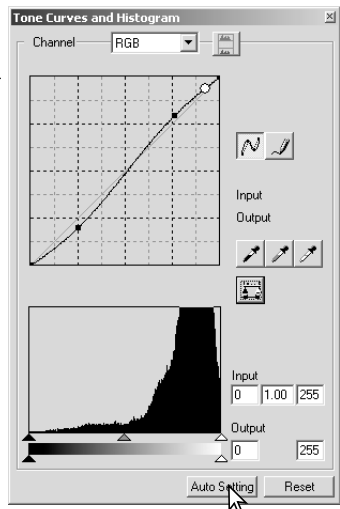 Tone Curves and Histogram
Channel RGB
Input
Output
Input
0 1.00 255
Output
0 255
Auto Setting Reset